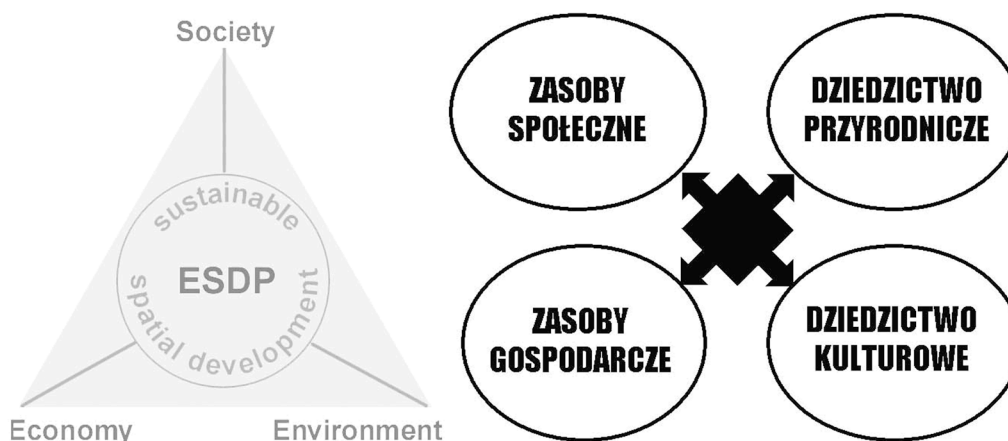 Society
sustainable
ESDP
spatial development
Economy
Environment
ZASOBY
SPOŁECZNE
DZIEDZICTWO
PRZYRODNICZE
ZASOBY
GOSPODARCZE
DZIEDZICTWO
KULTUROWE